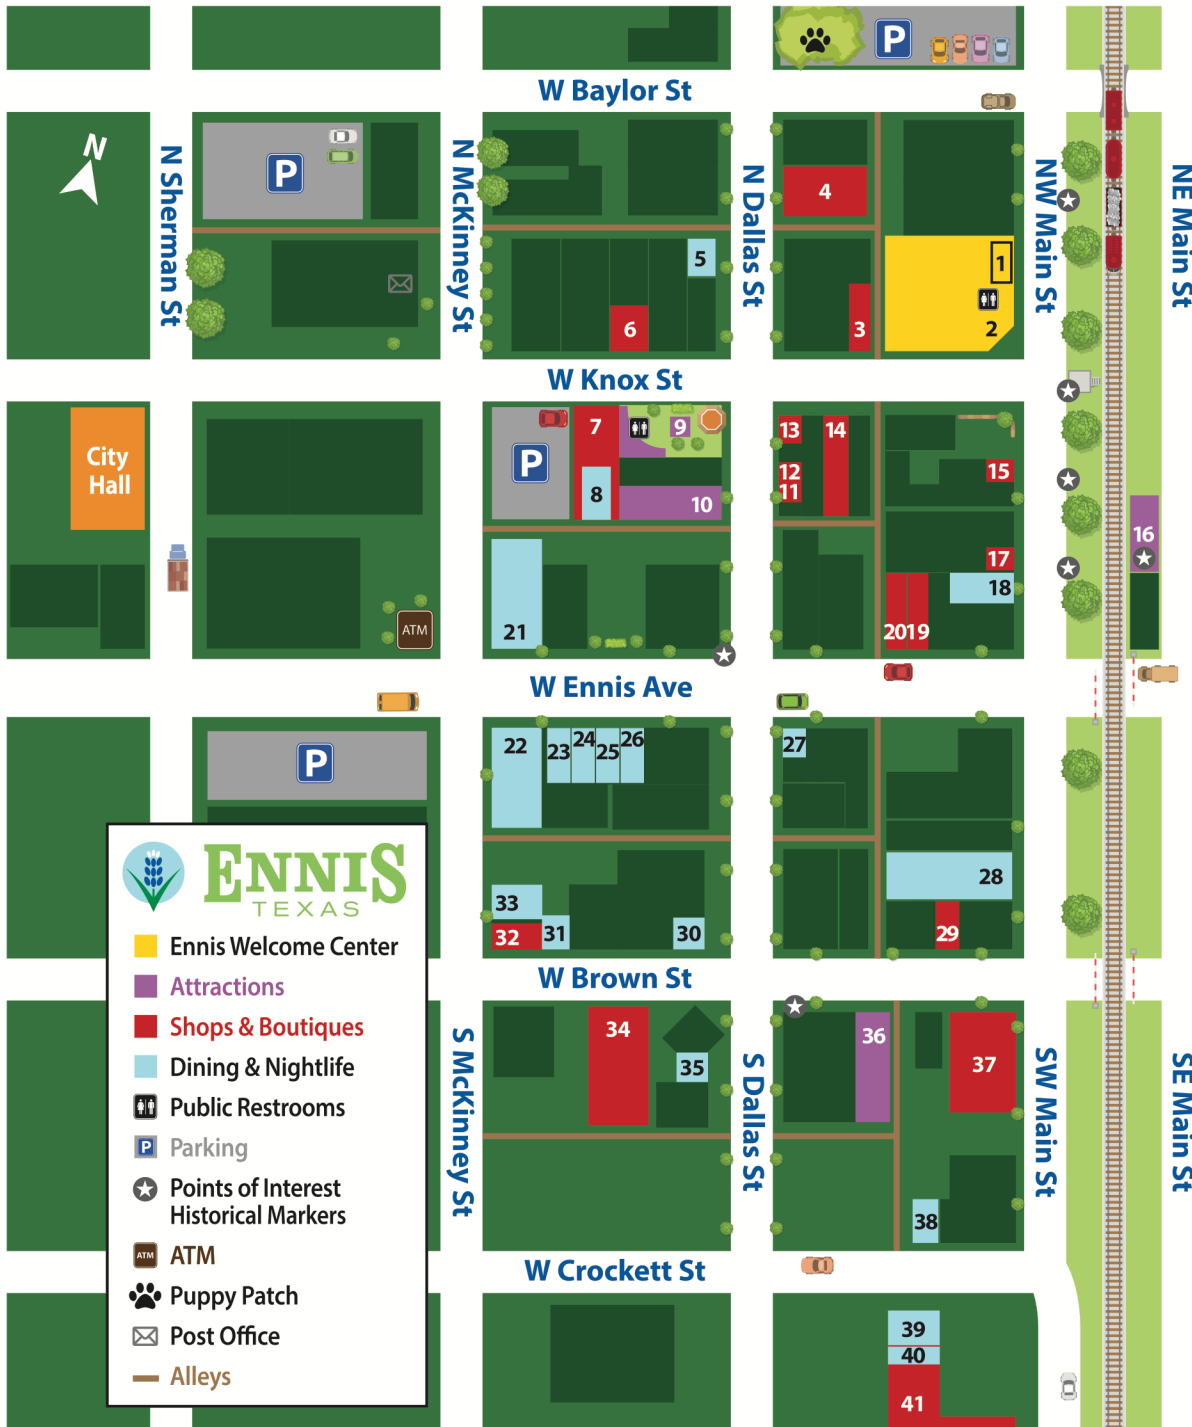 P
W Baylor St
N
N Sherman St
P
N McKinney St
N Dallas St
4
NW Main St
NE Main St
5
1
6
3
2
W Knox St
City
Hall
P
7
8
9
10
13
12
11
14
15
16
17
18
2019
21
ATM
W Ennis Ave
P
22
23
24
25
26
27
28
29
33
32
31
30
W Brown St
ENNIS
TEXAS
Ennis Welcome Center
Attractions
Shops & Boutiques
Dining & Nightlife
Public Restrooms
P Parking
Points of Interest
Historical Markers
ATM ATM
Puppy Patch
Post Office
Alleys
S McKinney St
34
35
S Dallas St
36
37
38
SW Main St
SE Main St
W Crockett St
39
40
41